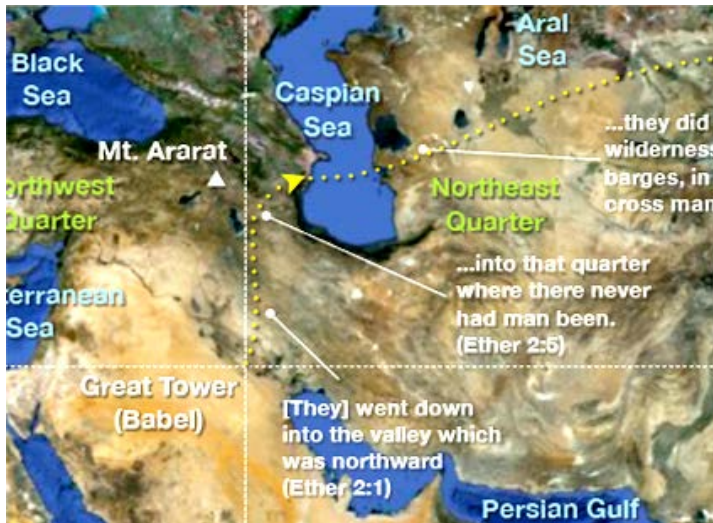 Aral
Sea
Black
Sea
Caspian
Sea
Mt. Ararat
...they did
wilderness
barges, in
cross man
orthwest
Quarter
Northeast
Quarter
...into that quarter
where there never
had man been.
(Ether 2:5)
terranean
Sea
Great Tower
(Babel)
[They] went down
into the valley which
was northward
(Ether 2:1)
Persian Gulf